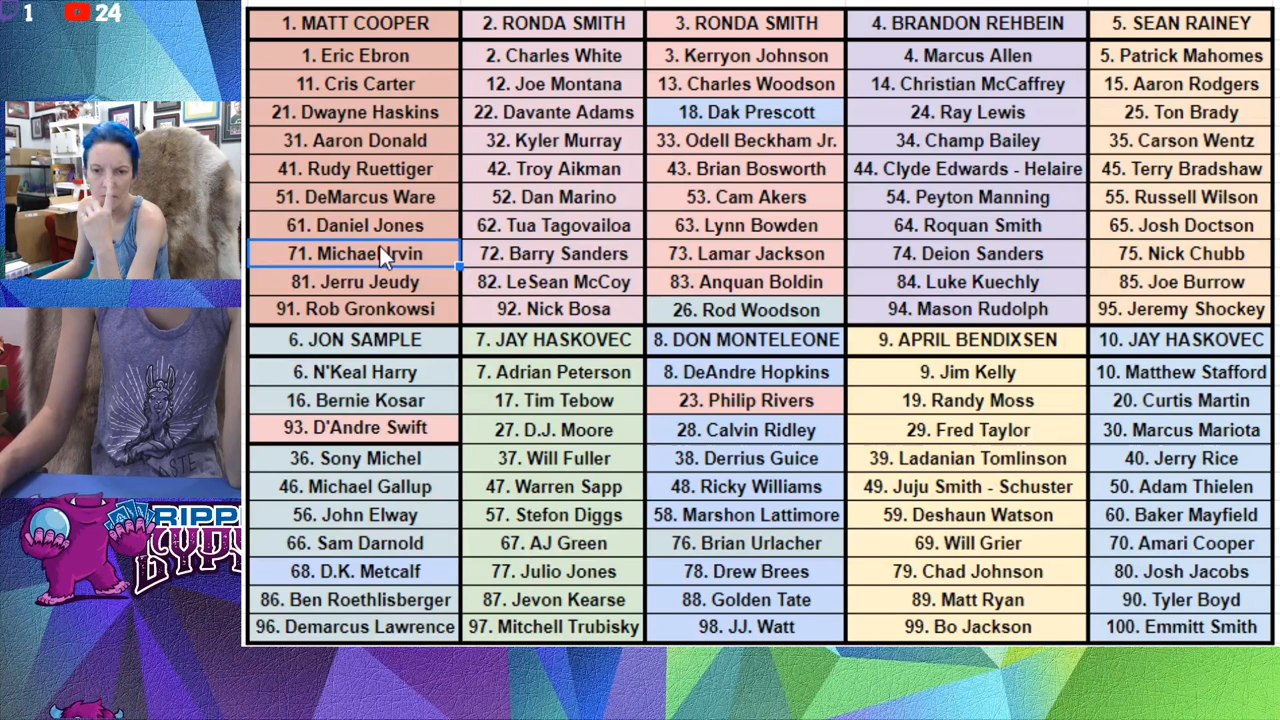 1 24
1. MATT COOPER 2. RONDA SMITH 3. RONDA SMITH 4. BRANDON REHBEIN 5. SEAN RAINEY
1. Eric Ebron 2. Charles White 3. Kerryon Johnson 4. Marcus Allen 5. Patrick Mahomes
11. Cris Carter 12. Joe Montana 13. Charles Woodson 14. Christian McCaffrey 15. Aaron Rodgers
21. Dwayne Haskins 22. Davante Adams 18. Dak Prescott 24. Ray Lewis 25. Ton Brady
31. Aaron Donald 32. Kyler Murray 33. Odell Beckham Jr. 34. Champ Bailey 35. Carson Wentz
41. Rudy Ruettiger 42. Troy Aikman 43. Brian Bosworth 44. Clyde Edwards - Helaire 45. Terry Bradshaw
51. DeMarcus Ware 52. Dan Marino 53. Cam Akers 54. Peyton Manning 55. Russell Wilson
61. Daniel Jones 62. Tua Tagovailoa 63. Lynn Bowden 64. Roquan Smith 65. Josh Doctson
71. Michael Irvin 72. Barry Sanders 73. Lamar Jackson 74. Deion Sanders 75. Nick Chubb
81. Jerru Jeudy 82. LeSean McCoy 83. Anquan Boldin 84. Luke Kuechly 85. Joe Burrow
91. Rob Gronkowsi 92. Nick Bosa 26. Rod Woodson 94. Mason Rudolph 95. Jeremy Shockey
6. JON SAMPLE 7. JAY HASKOVEC 8. DON MONTELEONE 9. APRIL BENDIXSEN 10. JAY HASKOVEC
6. N'Keal Harry 7. Adrian Peterson 8. DeAndre Hopkins 9. Jim Kelly 10. Matthew Stafford
16. Bernie Kosar 17. Tim Tebow 23. Philip Rivers 19. Randy Moss 20. Curtis Martin
93. D'Andre Swift 27. D.J. Moore 28. Calvin Ridley 29. Fred Taylor 30. Marcus Mariota
36. Sony Michel 37. Will Fuller 38. Derrius Guice 39. Ladanian Tomlinson 40. Jerry Rice
46. Michael Gallup 47. Warren Sapp 48. Ricky Williams 49. Juju Smith - Schuster 50. Adam Thielen
56. John Elway 57. Stefon Diggs 58. Marshon Lattimore 59. Deshaun Watson 60. Baker Mayfield
66. Sam Darnold 67. AJ Green 76. Brian Urlacher 69. Will Grier 70. Amari Cooper
68. D.K. Metcalf 77. Julio Jones 78. Drew Brees 79. Chad Johnson 80. Josh Jacobs
86. Ben Roethlisberger 87. Jevon Kearse 88. Golden Tate 89. Matt Ryan 90. Tyler Boyd
96. Demarcus Lawrence 97. Mitchell Trubisky 98. JJ. Watt 99. Bo Jackson 100. Emmitt Smith